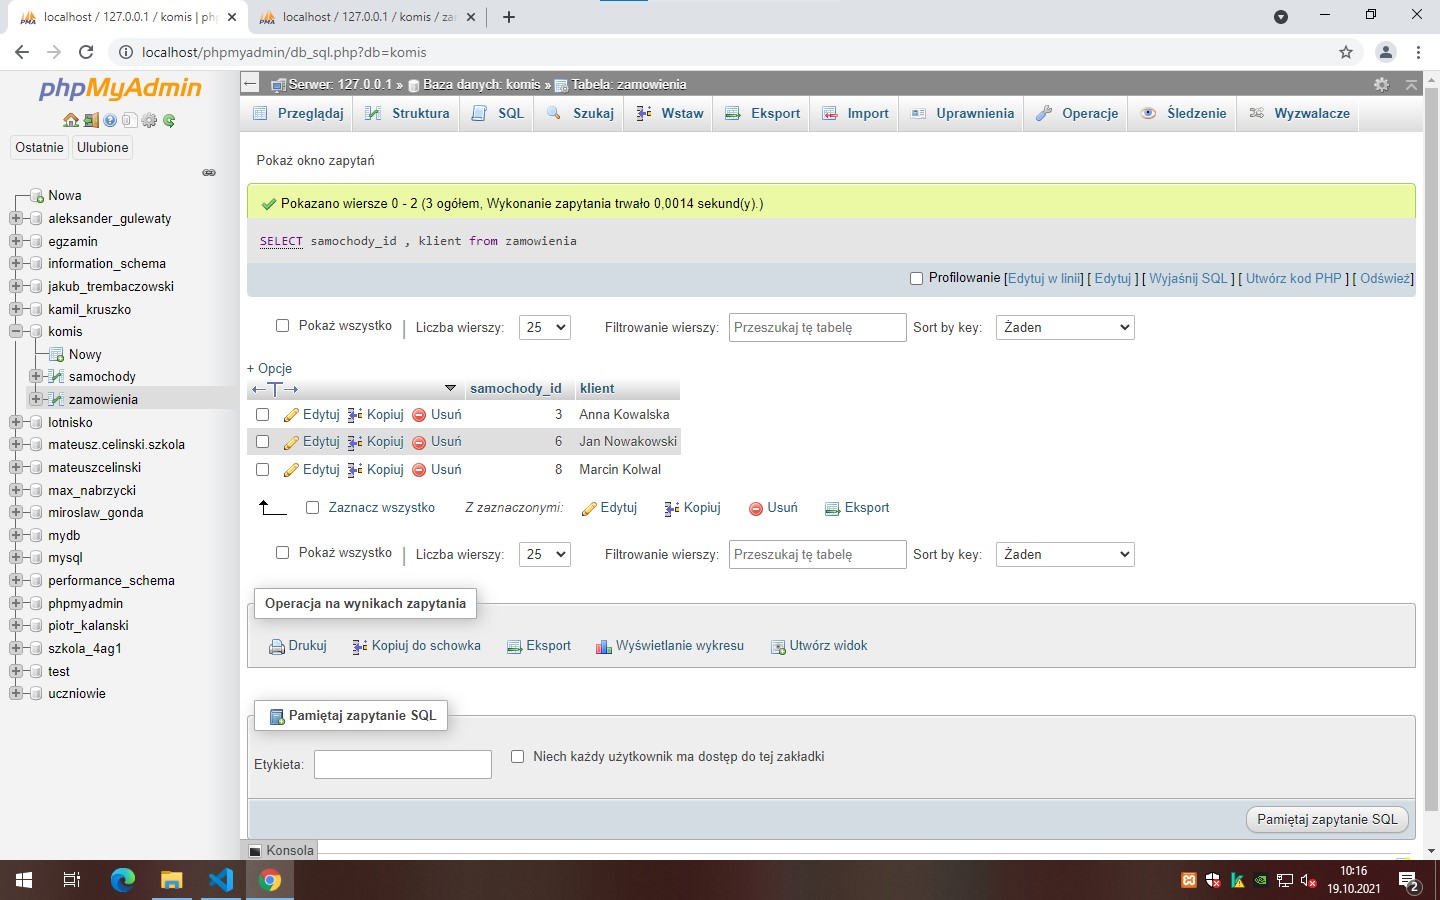 localhost / 127.0.0.1 / komis | php
localhost / 127.0.0.1 / komis / za
localhost/phpmyadmin/db_sql.php?db=komis
phpMyAdmin
Ostatnie Ulubione
Nowa
aleksander_gulewaty
egzamin
information_schema
jakub_trembaczowski
kamil_kruszko
komis
Nowy
samochody
zamowienia
lotnisko
mateusz.celinski.szkola
mateuszcelinski
max_nabrzycki
miroslaw_gonda
mydb
mysql
performance_schema
phpmyadmin
piotr_kalanski
szkola_4ag1
test
uczniowie
Serwer: 127.0.0.1 » Baza danych: komis » Tabela: zamowienia
Przeglądaj Struktura SQL Szukaj Wstaw Eksport Import Uprawnienia Operacje Śledzenie Wyzwalacze
Pokaż okno zapytań
Pokazano wiersze 0 - 2 (3 ogółem, Wykonanie zapytania trwało 0,0014 sekund(y).)
SELECT samochody_id , klient from zamowienia
Profilowanie [Edytuj w linii] [ Edytuj ] [ Wyjaśnij SQL ] [ Utwórz kod PHP ] [ Odśwież]
Pokaż wszystko | Liczba wierszy: 25 Filtrowanie wierszy: Przeszukaj tę tabelę Sort by key: Żaden
+ Opcje
←T→ samochody_id klient
Edytuj Kopiuj Usuń 3 Anna Kowalska
Edytuj Kopiuj Usuń 6 Jan Nowakowski
Edytuj Kopiuj Usuń 8 Marcin Kolwal
Zaznacz wszystko Z zaznaczonymi: Edytuj Kopiuj Usuń Eksport
Pokaż wszystko | Liczba wierszy: 25 Filtrowanie wierszy: Przeszukaj tę tabelę Sort by key: Żaden
Operacja na wynikach zapytania
Drukuj Kopiuj do schowka Eksport Wyświetlanie wykresu Utwórz widok
Pamiętaj zapytanie SQL
Etykieta: Niech każdy użytkownik ma dostęp do tej zakładki
Pamiętaj zapytanie SQL
Konsola
10:16
19.10.2021
2